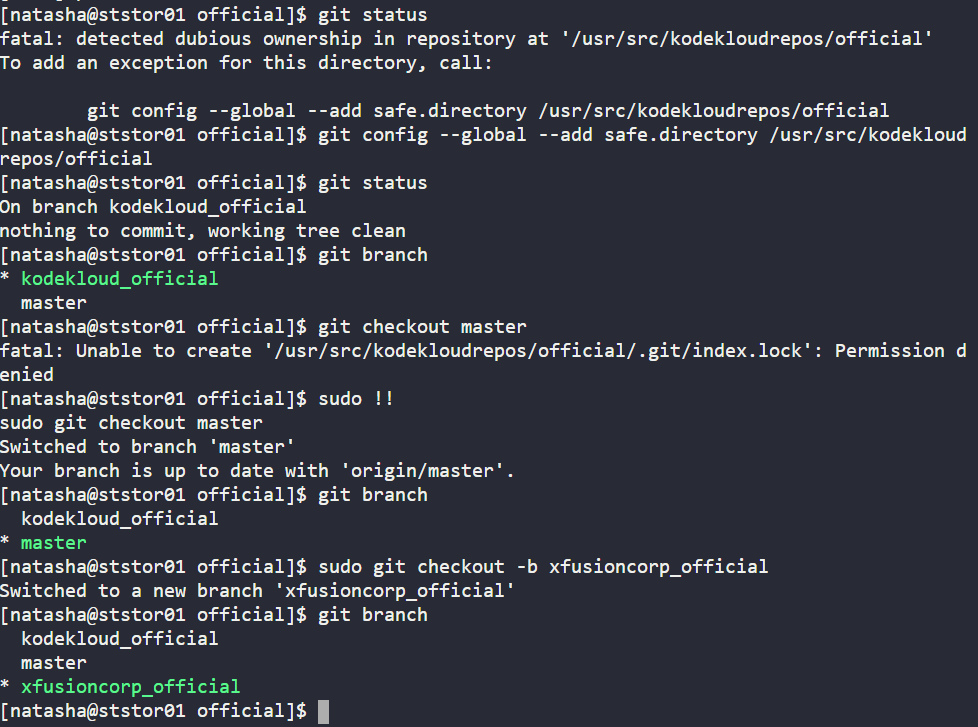 [natasha@ststor01 official]$ git status
fatal: detected dubious ownership in repository at '/usr/src/kodekloudrepos/official'
To add an exception for this directory, call:
git config --global --add safe.directory /usr/src/kodekloudrepos/official
[natasha@ststor01 official]$ git config --global --add safe.directory /usr/src/kodekloud
repos/official
[natasha@ststor01 official]$ git status
On branch kodekloud_official
nothing to commit, working tree clean
[natasha@ststor01 official]$ git branch
* kodekloud_official
  master
[natasha@ststor01 official]$ git checkout master
fatal: Unable to create '/usr/src/kodekloudrepos/official/.git/index.lock': Permission d
enied
[natasha@ststor01 official]$ sudo !!
sudo git checkout master
Switched to branch 'master'
Your branch is up to date with 'origin/master'.
[natasha@ststor01 official]$ git branch
  kodekloud_official
* master
[natasha@ststor01 official]$ sudo git checkout -b xfusioncorp_official
Switched to a new branch 'xfusioncorp_official'
[natasha@ststor01 official]$ git branch
  kodekloud_official
  master
* xfusioncorp_official
[natasha@ststor01 official]$